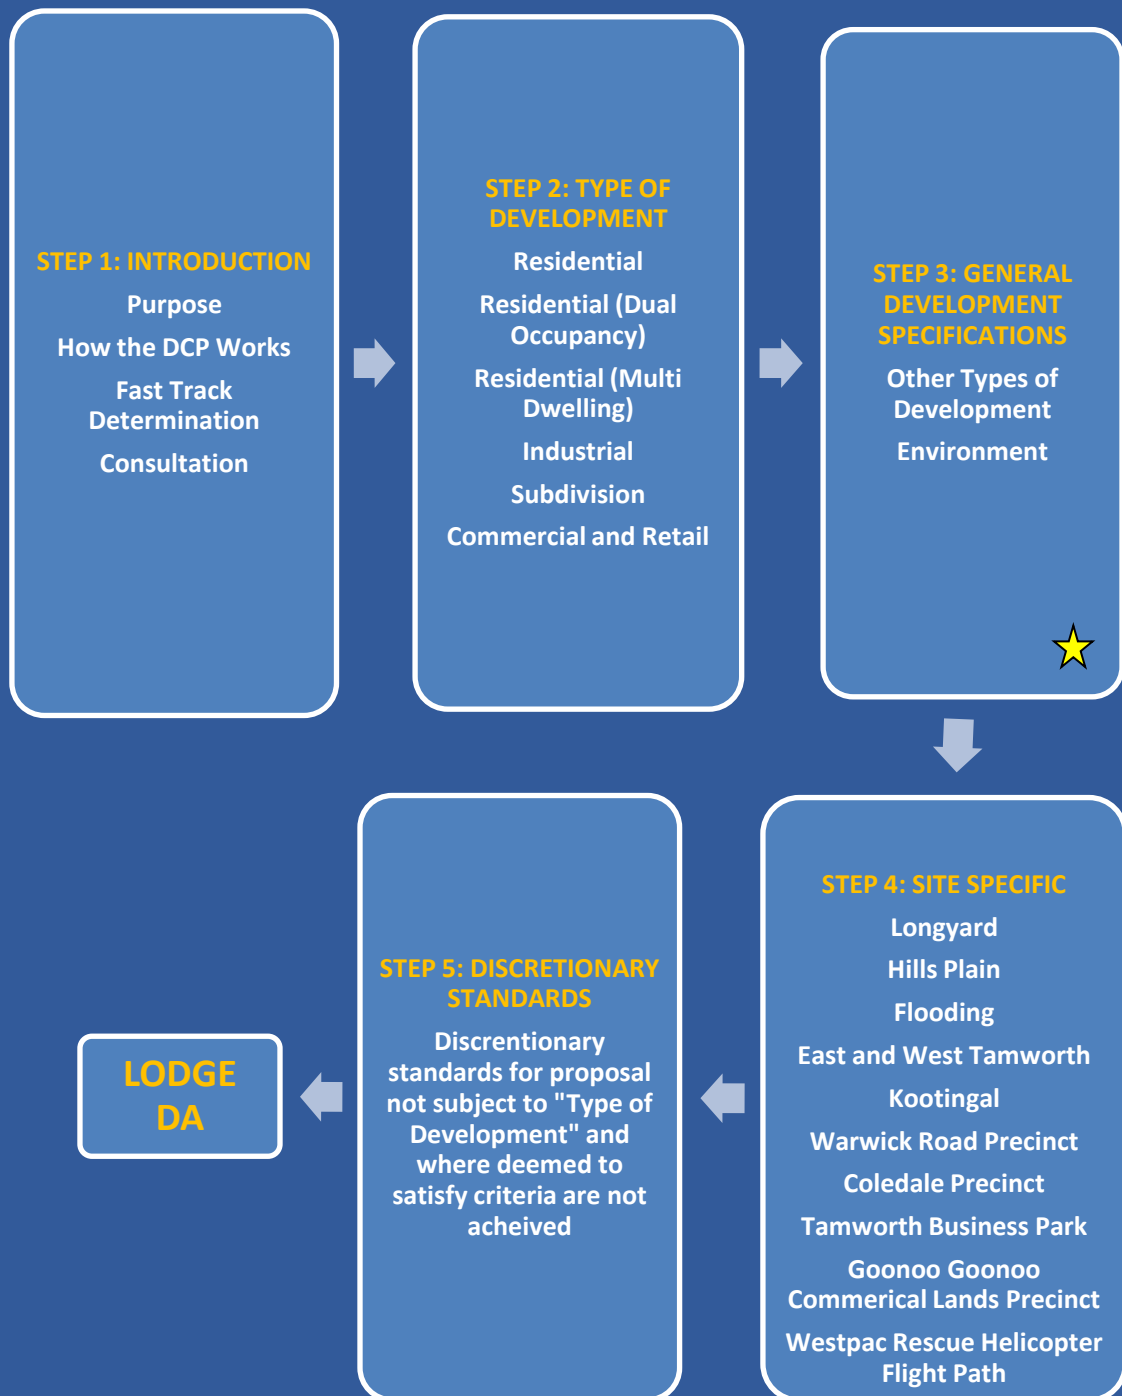 STEP 1: INTRODUCTION
Purpose
How the DCP Works
Fast Track
Determination
Consultation
STEP 2: TYPE OF
DEVELOPMENT
Residential
Residential (Dual
Occupancy)
Residential (Multi
Dwelling)
Industrial
Subdivision
Commercial and Retail
STEP 3: GENERAL
DEVELOPMENT
SPECIFICATIONS
Other Types of
Development
Environment
STEP 4: SITE SPECIFIC
Longyard
Hills Plain
Flooding
East and West Tamworth
Kootingal
Warwick Road Precinct
Coledale Precinct
Tamworth Business Park
Goonoo Goonoo
Commerical Lands Precinct
Westpac Rescue Helicopter
Flight Path
STEP 5: DISCRETIONARY
STANDARDS
Discrentionary
standards for proposal
not subject to "Type of
Development" and
where deemed to
satisfy criteria are not
acheived
LODGE
DA